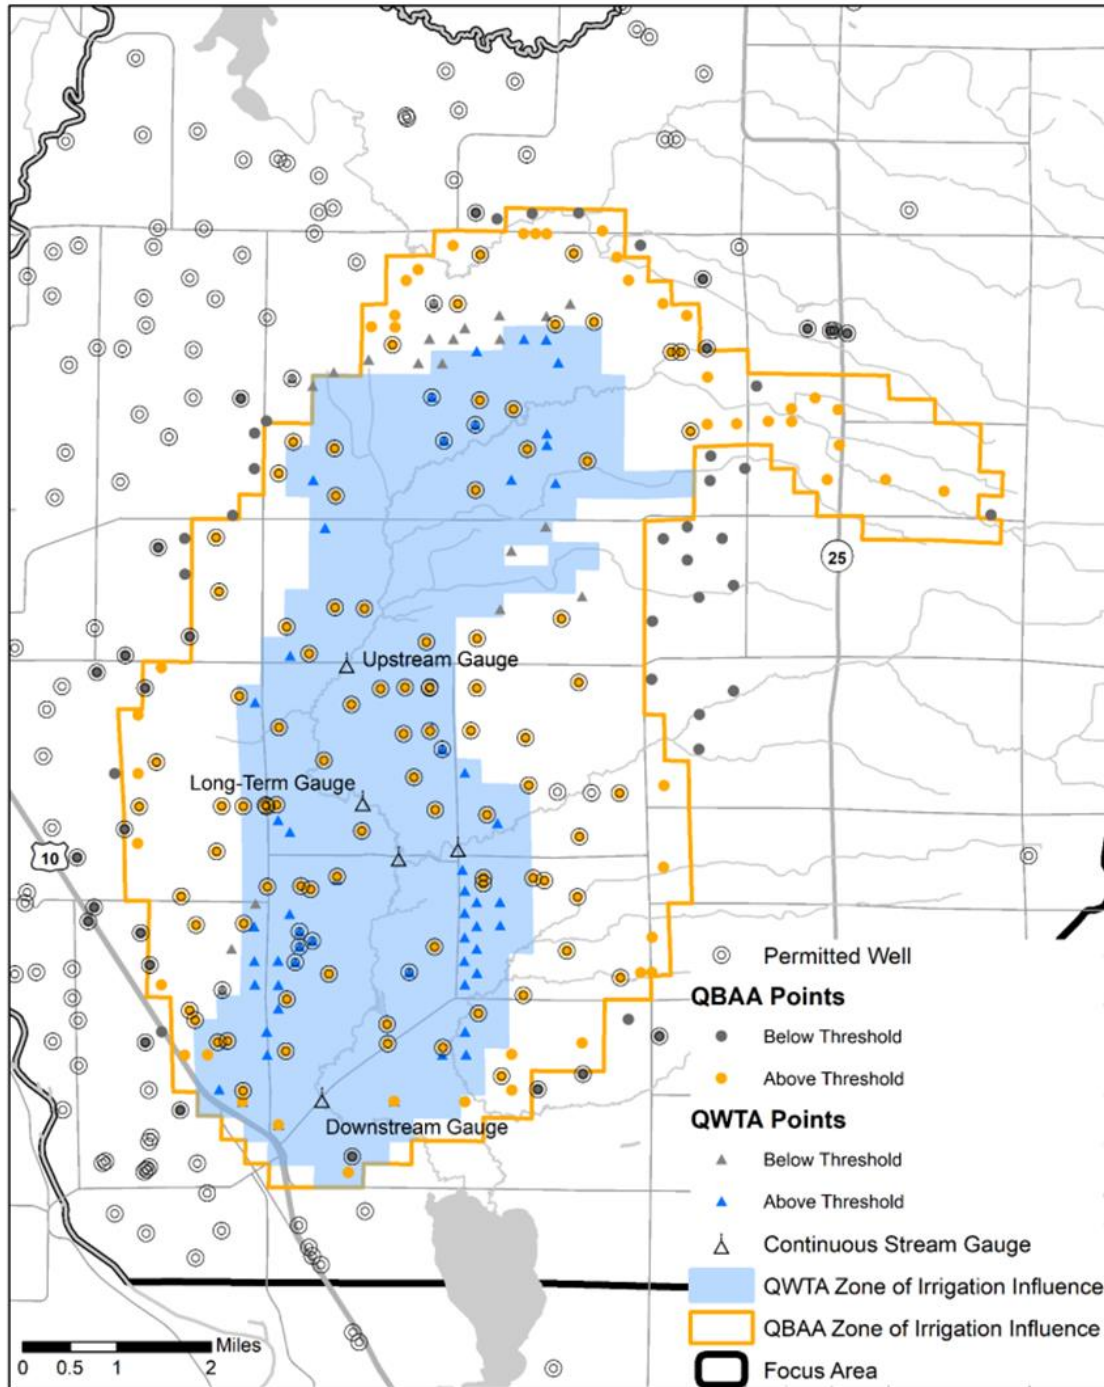 25
Upstream Gauge
Long-Term Gauge
10
Downstream Gauge
Permitted Well
QBAA Points
Below Threshold
Above Threshold
QWTA Points
Below Threshold
Above Threshold
Continuous Stream Gauge
QWTA Zone of Irrigation Influence
QBAA Zone of Irrigation Influence
Focus Area
Miles
0 0.5 1 2